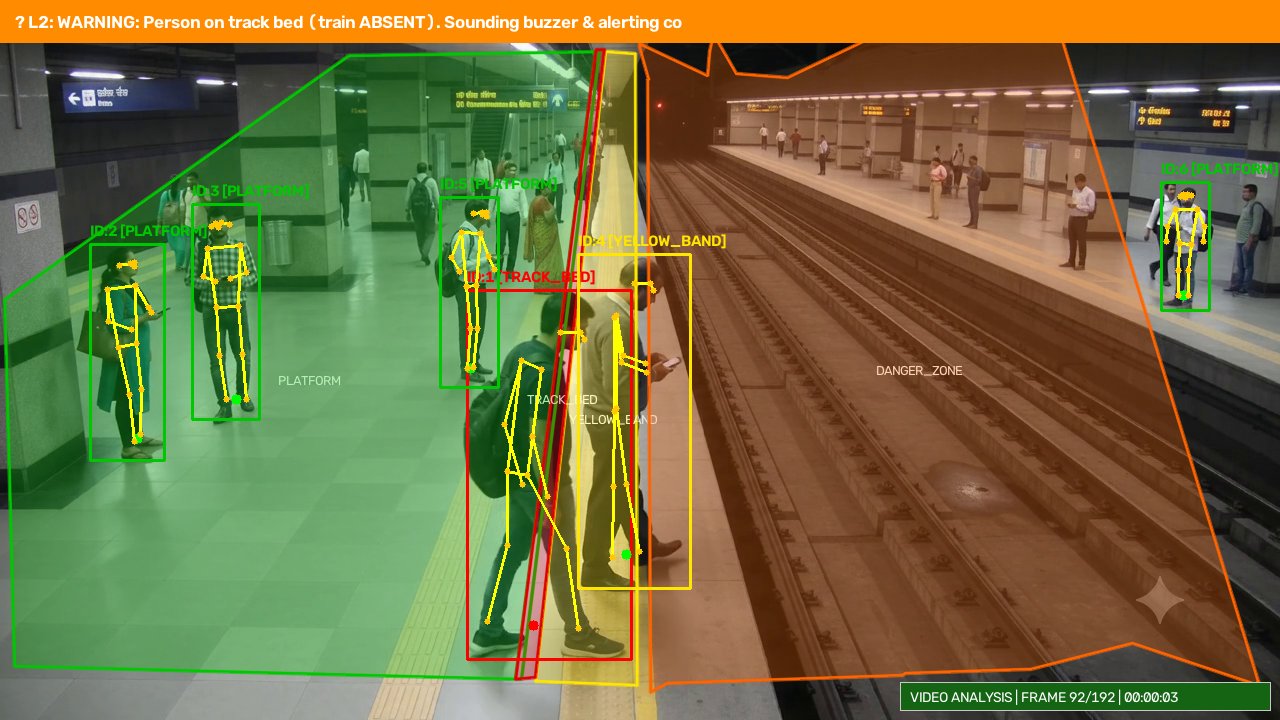 ? L2: WARNING: Person on track bed (train ABSENT). Sounding buzzer & alerting co
ID:3 [PLATFORM]
ID:5 [PLATFORM]
ID:6 [PLATFORM]
ID:2 [PLATFORM]
ID:4 [YELLOW_BAND]
ID:1 [TRACK_BED]
DANGER_ZONE
PLATFORM
TRACK_BED
YELLOW_BAND
VIDEO ANALYSIS | FRAME 92/192 | 00:00:03